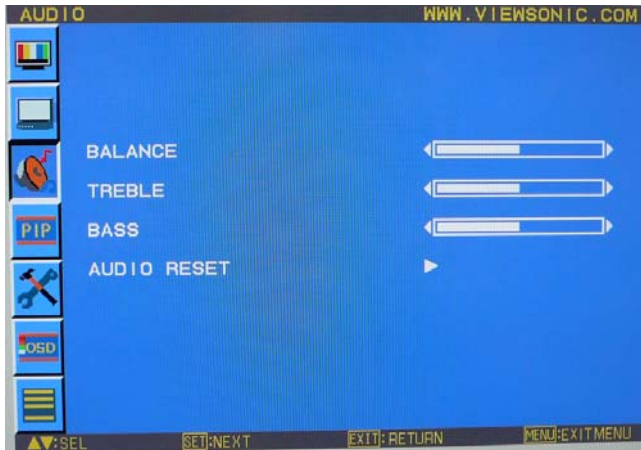 AUDIO WWW.VIEWSONIC.COM
BALANCE
TREBLE
BASS
AUDIO RESET
PIP
OSD
▲▼:SEL SET:NEXT EXIT:RETURN MENU:EXITMENU